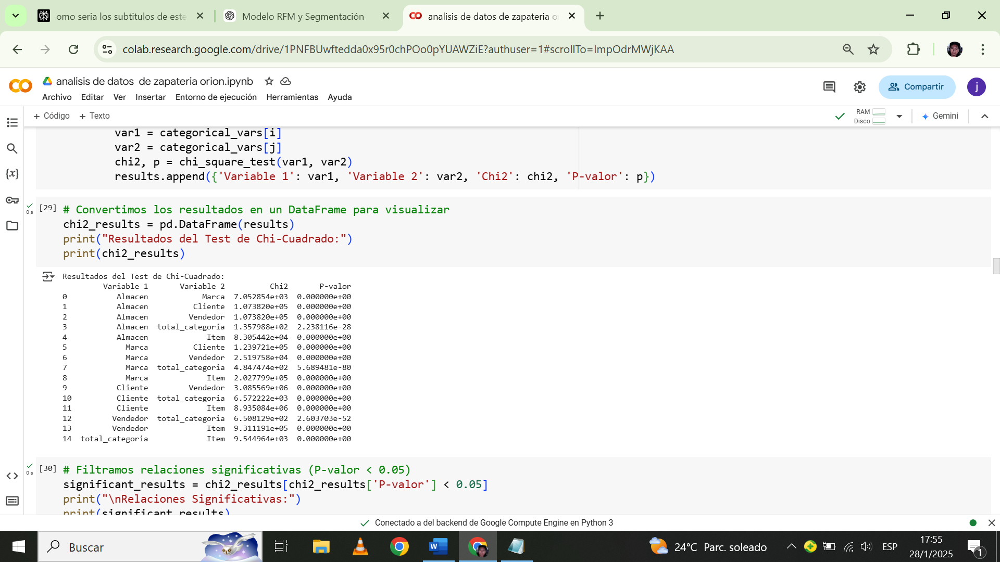 omo seria los subtitulos de este
Modelo RFM y Segmentación
analisis de datos de zapateria o
colab.research.google.com/drive/1PNFBUwftedda0x95r0chPOo0pYUAWZiE?authuser=1#scrollTo=ImpOdrMWjKAA
analisis de datos  de zapateria orion.ipynb
Archivo Editar Ver Insertar Entorno de ejecución Herramientas Ayuda
Compartir
j
+ Código + Texto
RAM
Disco
Gemini
var1 = categorical_vars[i]
var2 = categorical_vars[j]
chi2, p = chi_square_test(var1, var2)
results.append({'Variable 1': var1, 'Variable 2': var2, 'Chi2': chi2, 'P-valor': p})
0 s
[29] # Convertimos los resultados en un DataFrame para visualizar
chi2_results = pd.DataFrame(results)
print("Resultados del Test de Chi-Cuadrado:")
print(chi2_results)
Resultados del Test de Chi-Cuadrado:
Variable 1 Variable 2 Chi2 P-valor
0 Almacen Marca 7.052854e+03 0.000000e+00
1 Almacen Cliente 1.073820e+05 0.000000e+00
2 Almacen Vendedor 1.073820e+05 0.000000e+00
3 Almacen total_categoria 1.357988e+02 2.238116e-28
4 Almacen Item 8.305442e+04 0.000000e+00
5 Marca Cliente 1.239721e+05 0.000000e+00
6 Marca Vendedor 2.519758e+04 0.000000e+00
7 Marca total_categoria 4.847474e+02 5.689481e-80
8 Marca Item 2.027799e+05 0.000000e+00
9 Cliente Vendedor 3.085569e+06 0.000000e+00
10 Cliente total_categoria 6.572222e+03 0.000000e+00
11 Cliente Item 8.935084e+06 0.000000e+00
12 Vendedor total_categoria 6.508129e+02 2.603703e-52
13 Vendedor Item 9.311191e+05 0.000000e+00
14 total_categoria Item 9.544964e+03 0.000000e+00
0 s
[30] # Filtramos relaciones significativas (P-valor < 0.05)
significant_results = chi2_results[chi2_results['P-valor'] < 0.05]
print("\nRelaciones Significativas:")
print(significant_results)
Conectado a del backend de Google Compute Engine en Python 3
Buscar
24°C Parc. soleado
ESP
17:55
28/1/2025
1